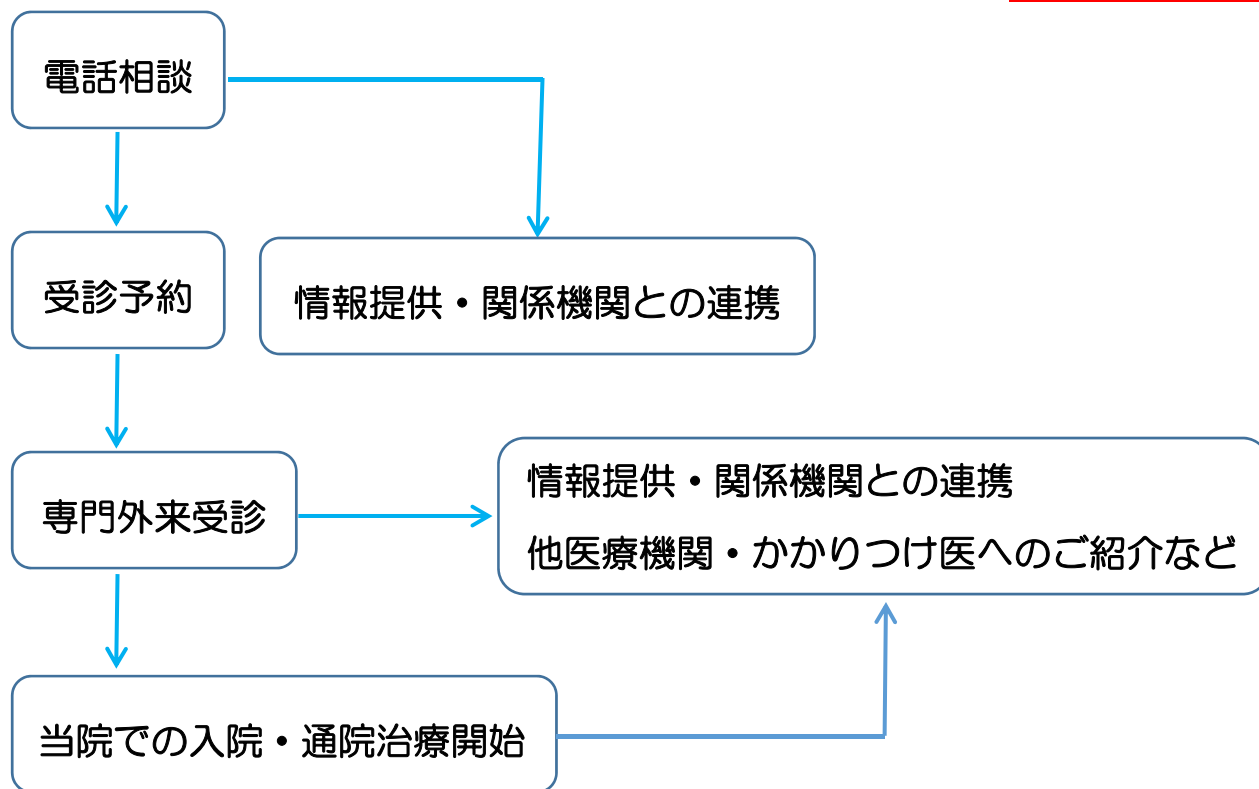 電話相談
受診予約
情報提供・関係機関との連携
専門外来受診
情報提供・関係機関との連携
他医療機関・かかりつけ医へのご紹介など
当院での入院・通院治療開始